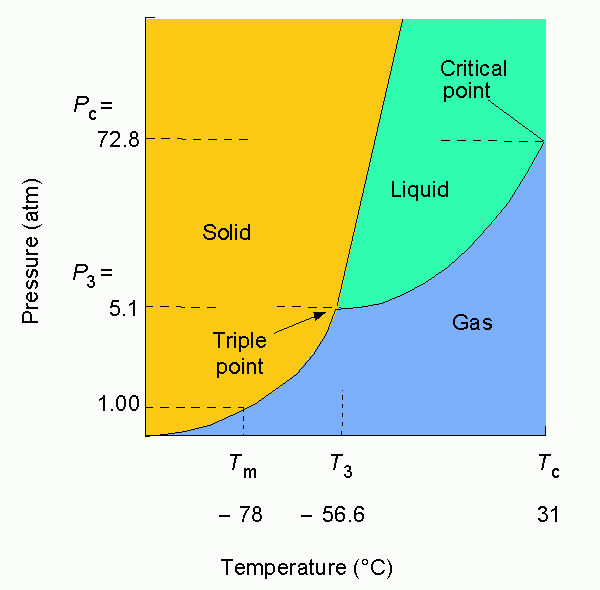 Critical
point
Pc =
72.8
Liquid
Solid
Pressure (atm)
P3 =
5.1
Gas
Triple
point
1.00
Tm T3 Tc
– 78 – 56.6 31
Temperature (°C)